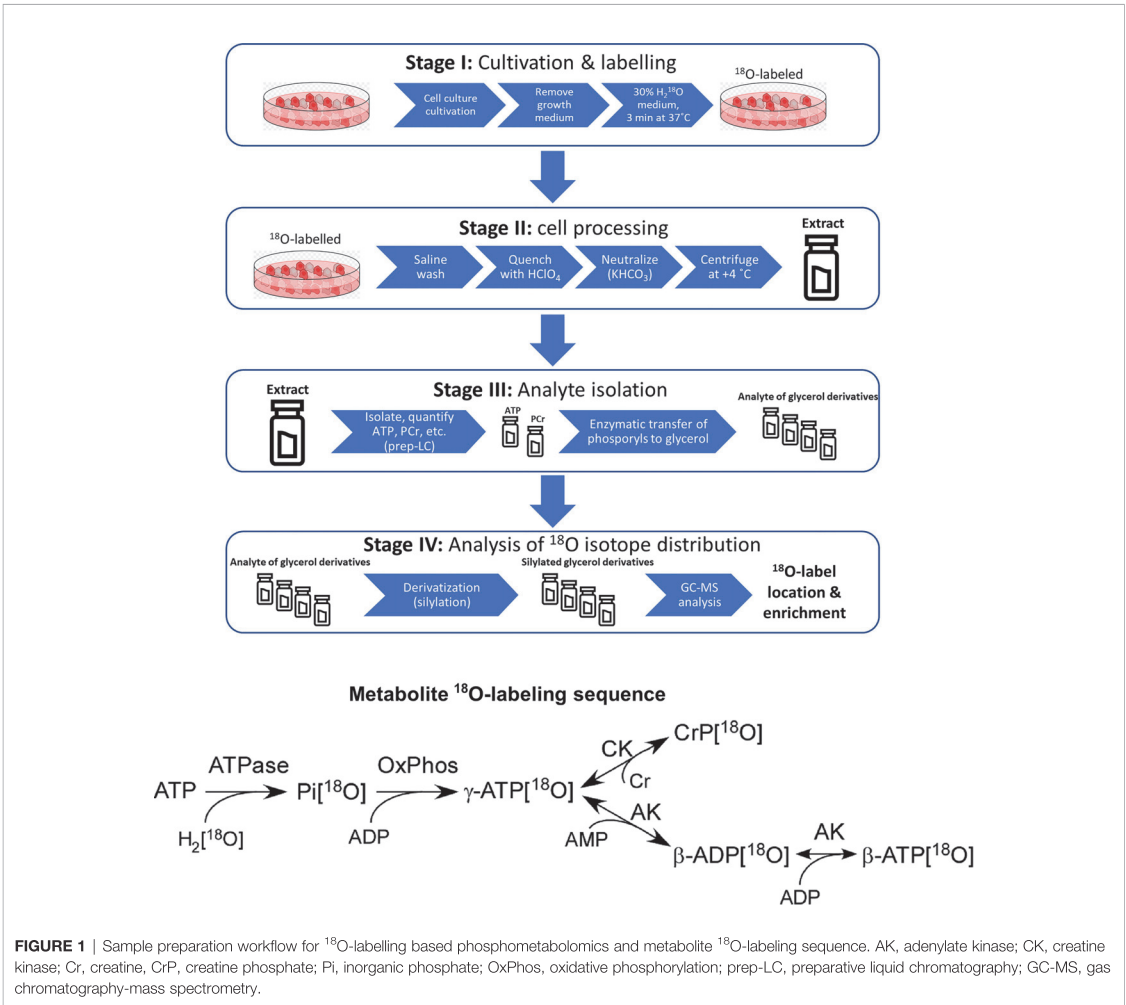 Stage I: Cultivation & labelling
Cell culture
cultivation
Remove
growth
medium
30% H₂¹⁸O
medium,
3 min at 37˚C
¹⁸O-labeled
Stage II: cell processing
¹⁸O-labelled
Saline
wash
Quench
with HClO₄
Neutralize
(KHCO₃)
Centrifuge
at +4 ˚C
Extract
Stage III: Analyte isolation
Extract
Isolate, quantify
ATP, PCr, etc.
(prep-LC)
ATP
PCr
Enzymatic transfer of
phosphoryls to glycerol
Analyte of glycerol derivatives
Stage IV: Analysis of ¹⁸O isotope distribution
Analyte of glycerol derivatives
Derivatization
(silylation)
Silylated glycerol derivatives
GC-MS
analysis
¹⁸O-label
location &
enrichment
Metabolite ¹⁸O-labeling sequence
ATP
ATPase
H₂[¹⁸O]
Pi[¹⁸O]
OxPhos
ADP
γ-ATP[¹⁸O]
CK
Cr
CrP[¹⁸O]
AMP
AK
β-ADP[¹⁸O]
AK
ADP
β-ATP[¹⁸O]
FIGURE 1 | Sample preparation workflow for ¹⁸O-labelling based phosphometabolomics and metabolite ¹⁸O-labeling sequence. AK, adenylate kinase; CK, creatine
kinase; Cr, creatine, CrP, creatine phosphate; Pi, inorganic phosphate; OxPhos, oxidative phosphorylation; prep-LC, preparative liquid chromatography; GC-MS, gas
chromatography-mass spectrometry.